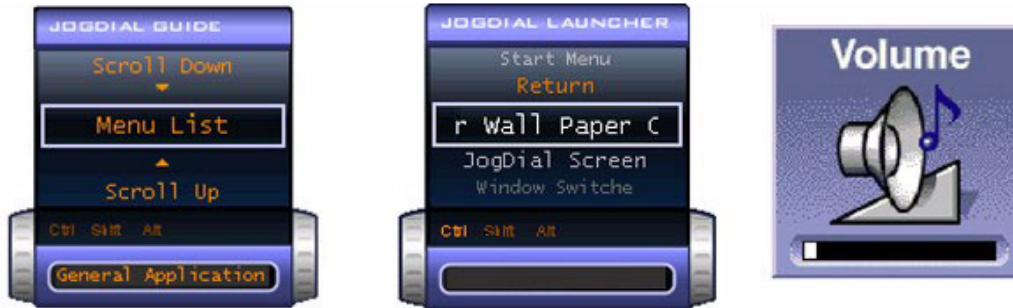 JOGDIAL GUIDE
Scroll Down
Menu List
Scroll Up
Ctrl Shift Alt
General Application
JOGDIAL LAUNCHER
Start Menu
Return
r Wall Paper C
JogDial Screen
Window Switche
Ctrl Shift Alt
Volume